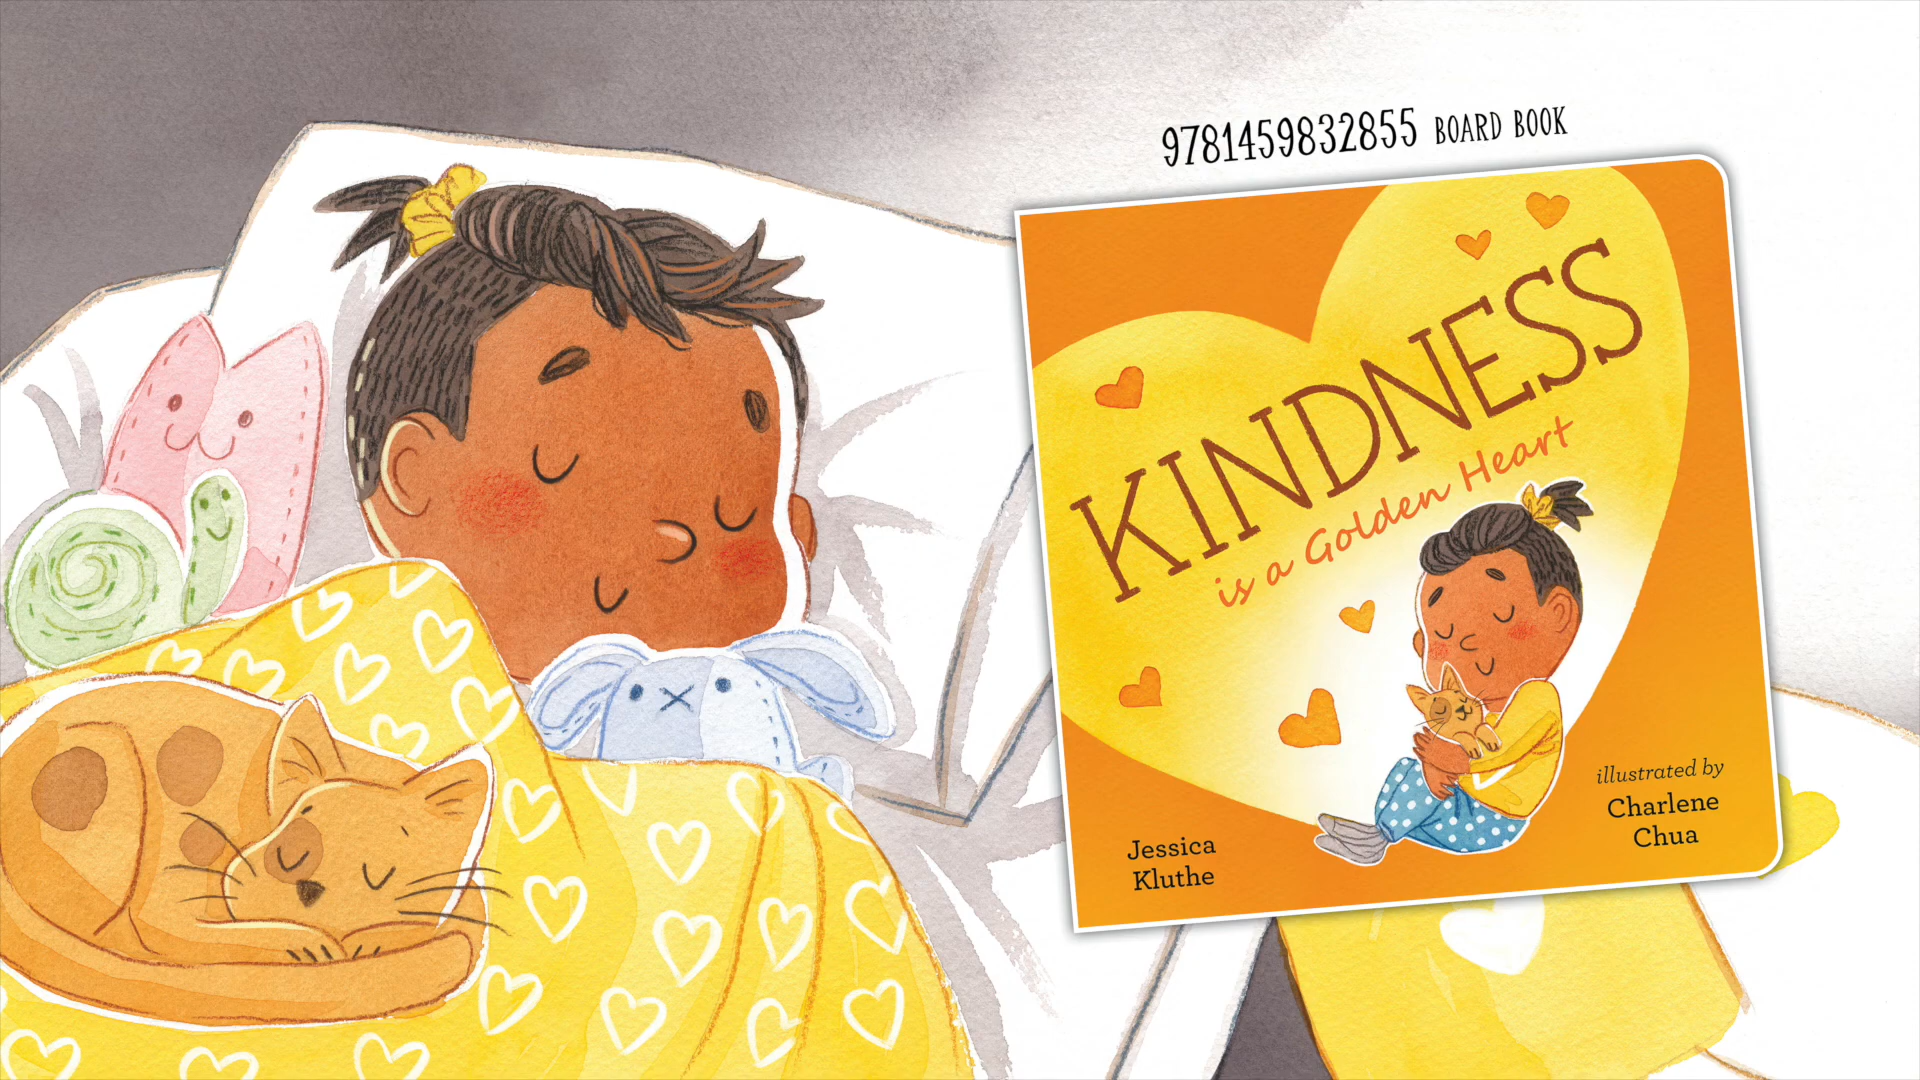 9781459832855 BOARD BOOK
KINDNESS
is a Golden Heart
Jessica
Kluthe
illustrated by
Charlene
Chua